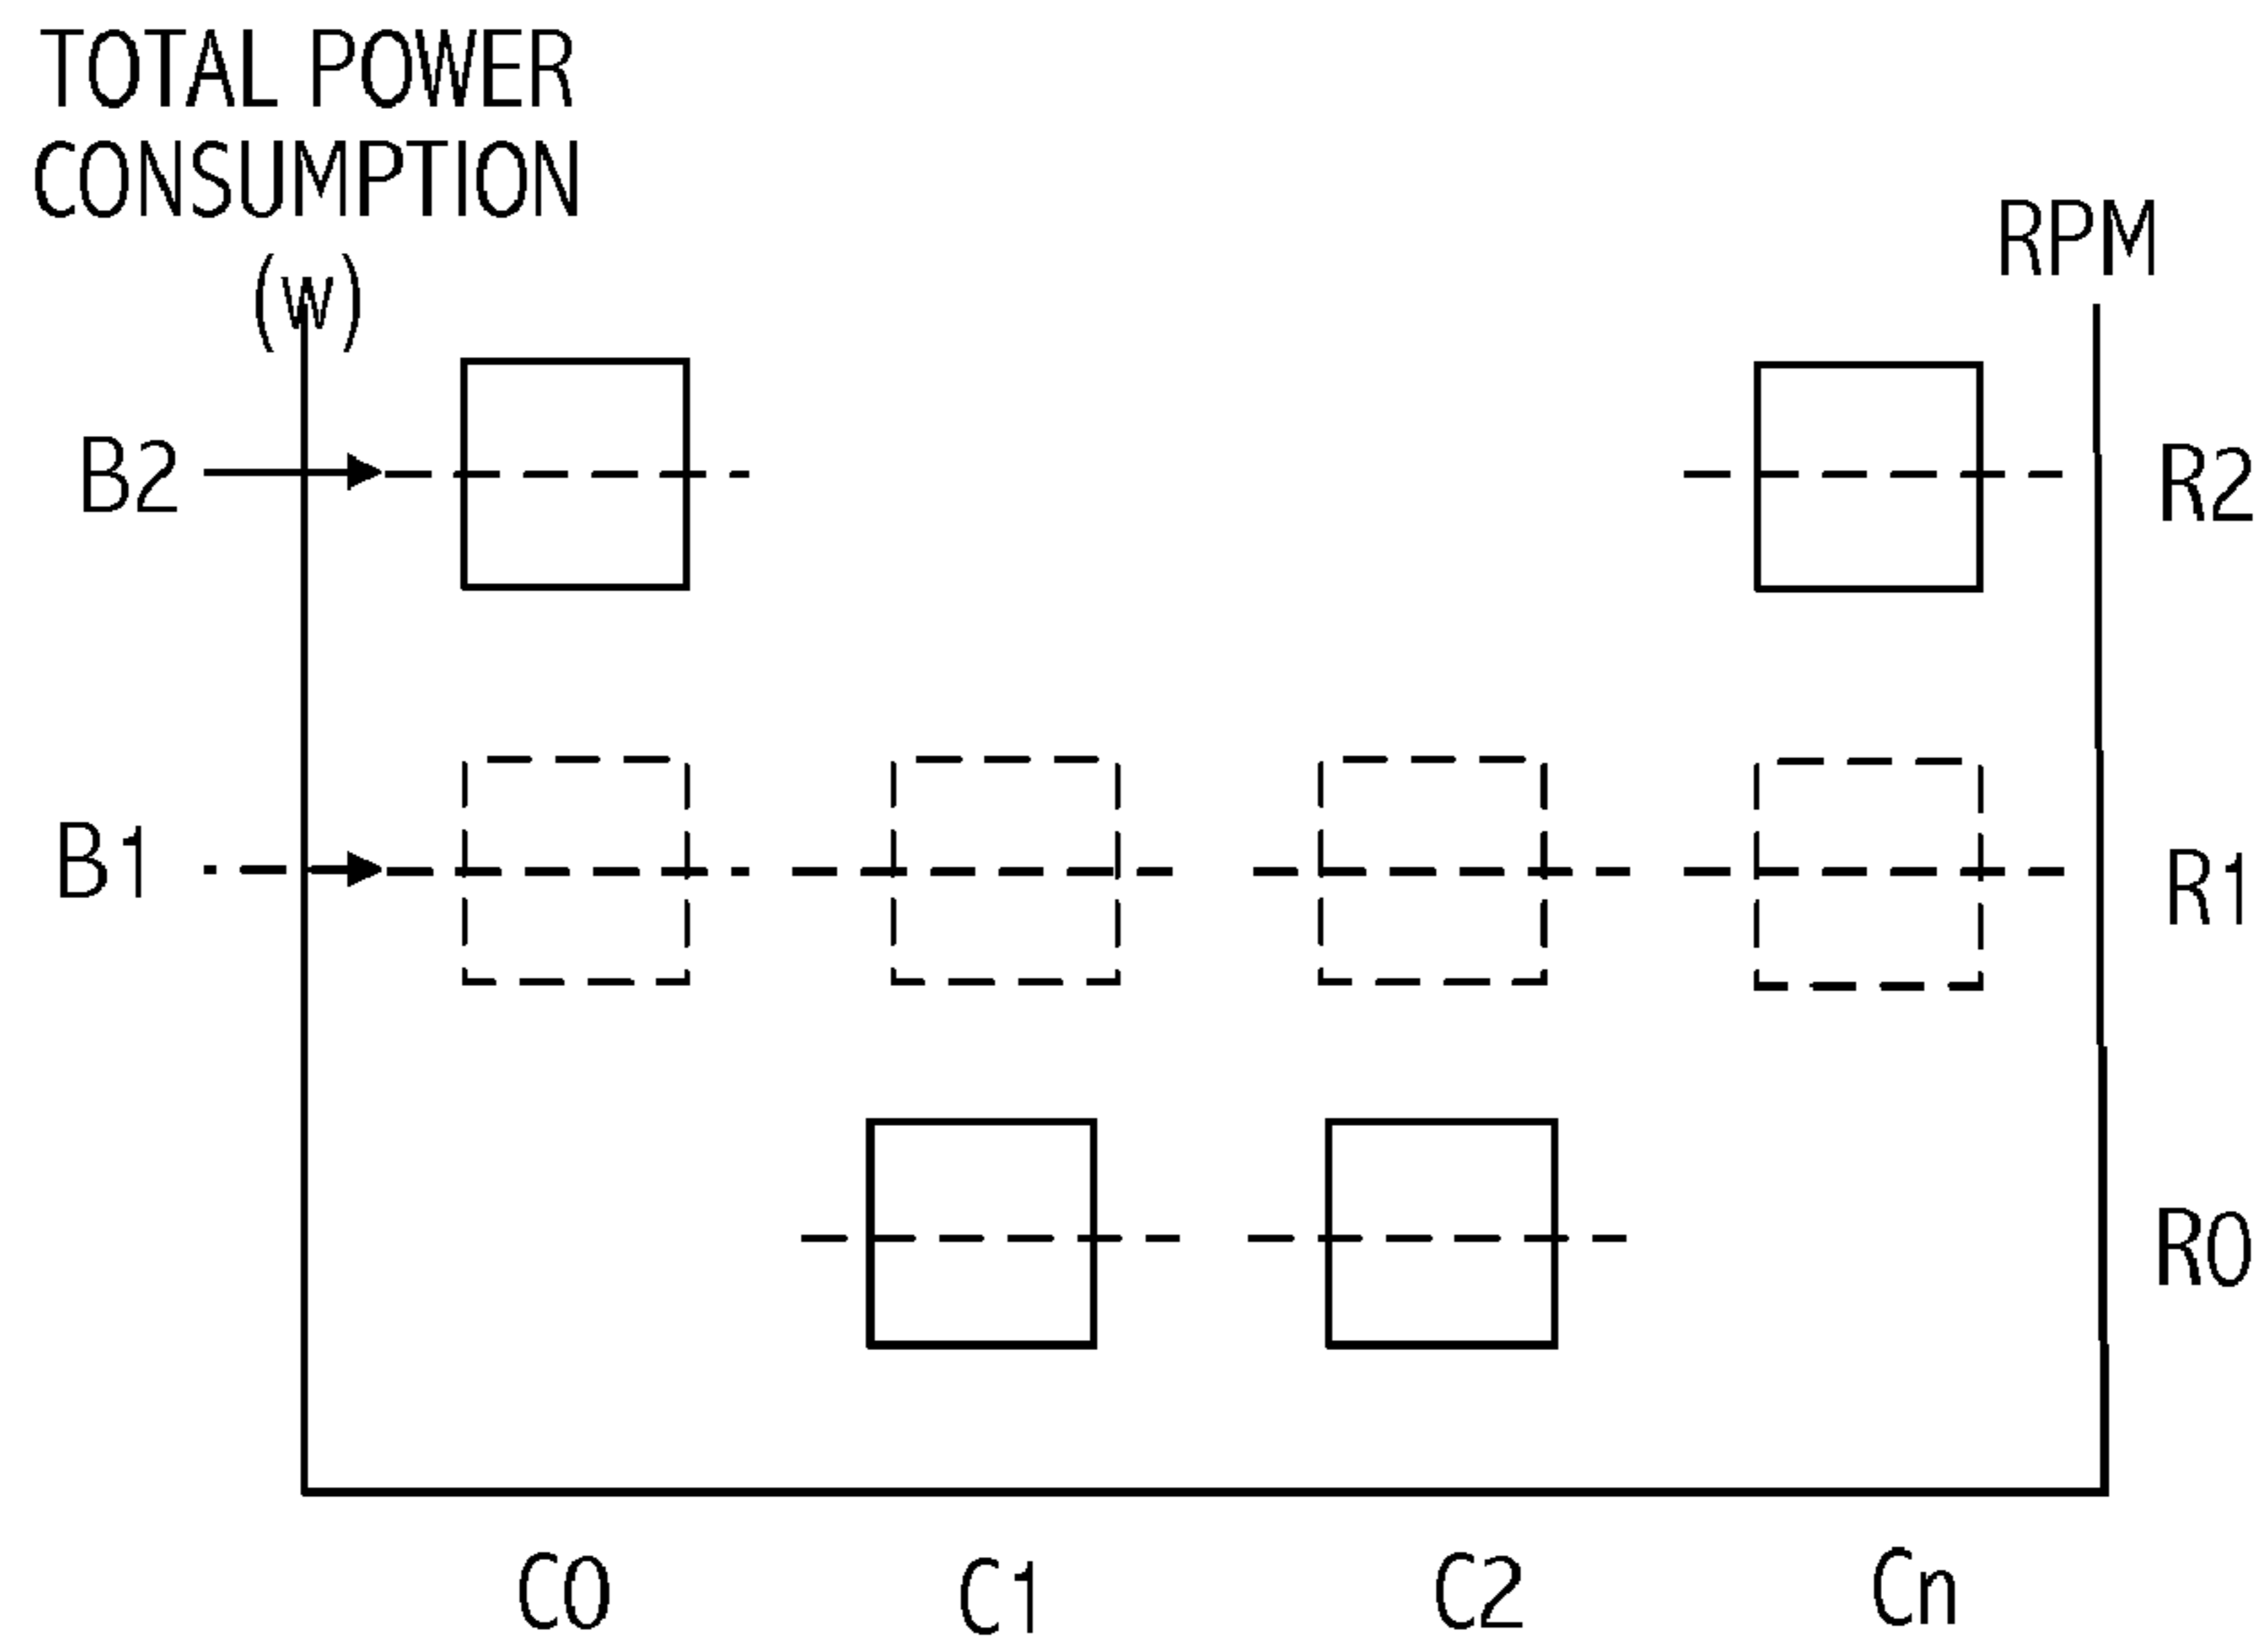 TOTAL POWER
CONSUMPTION
(w)
RPM
B2
R2
B1
R1
R0
C0
C1
C2
Cn